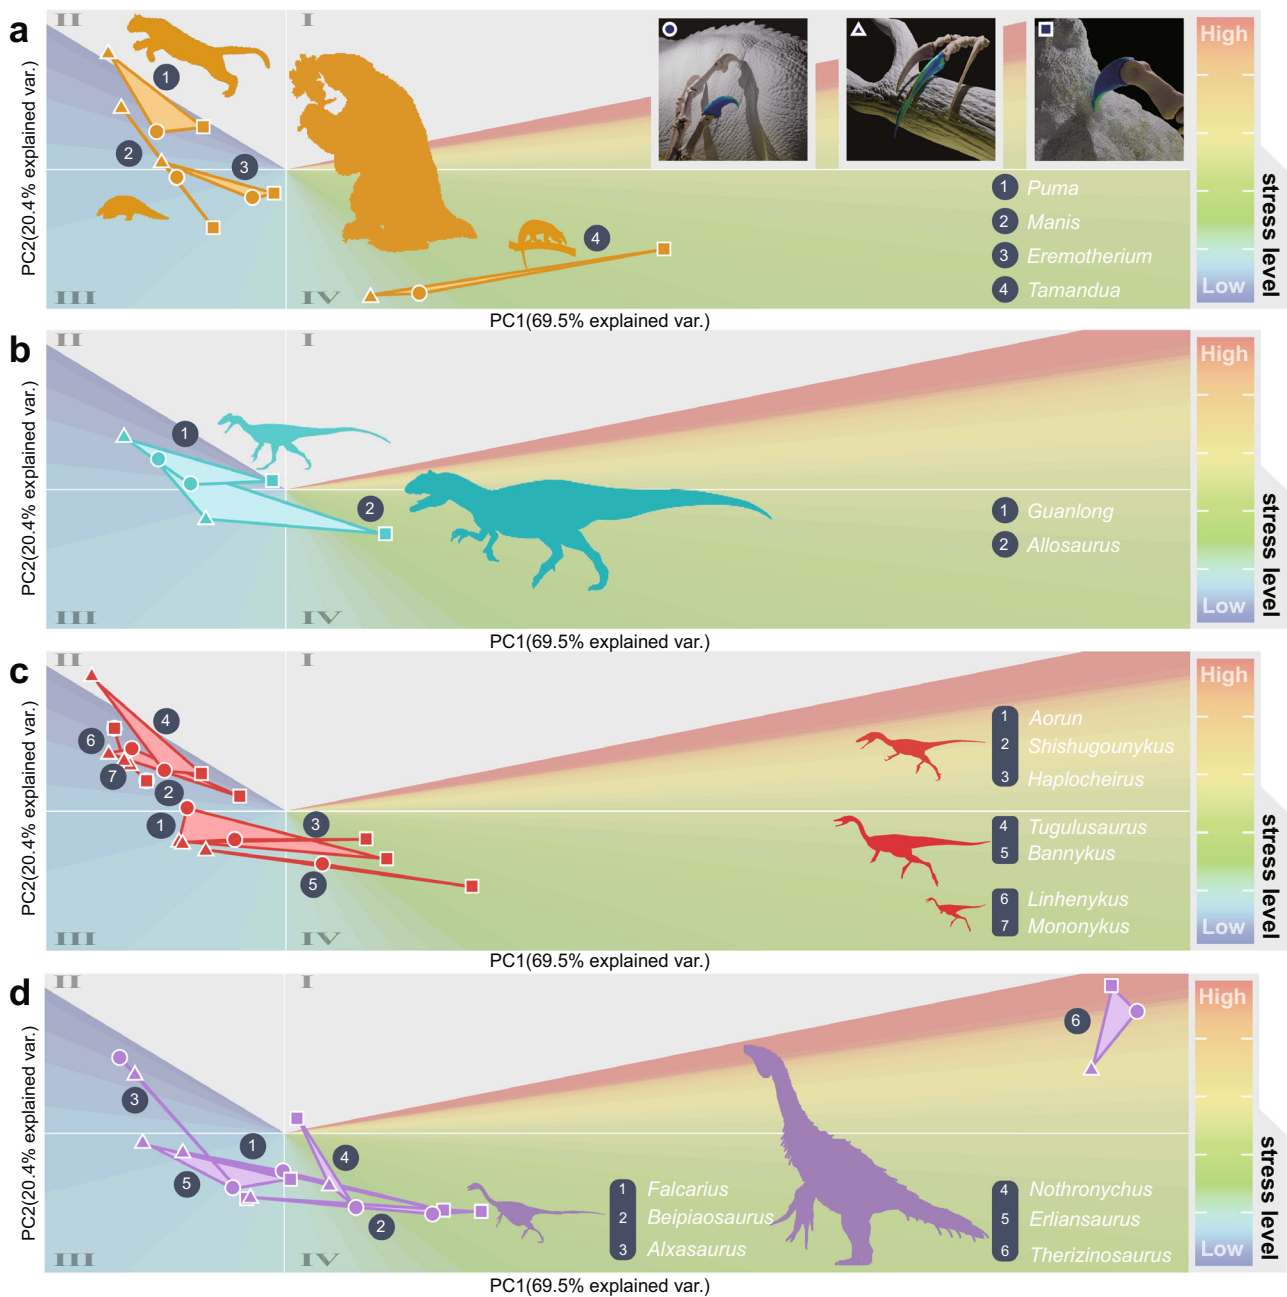 a
II
I
1
2
3
4
III
IV
1 Puma
2 Manis
3 Eremotherium
4 Tamandua
High
Low
stress level
PC2(20.4% explained var.)
PC1(69.5% explained var.)
b
II
I
1
2
III
IV
1 Guanlong
2 Allosaurus
High
Low
stress level
PC2(20.4% explained var.)
PC1(69.5% explained var.)
c
II
I
4
6
7
2
1
3
5
III
IV
1 Aorun
2 Shishugounykus
3 Haplocheirus
4 Tugulusaurus
5 Bannykus
6 Linhenykus
7 Mononykus
High
Low
stress level
PC2(20.4% explained var.)
PC1(69.5% explained var.)
d
II
I
6
3
1
4
5
2
III
IV
1 Falcarius
2 Beipiaosaurus
3 Alxasaurus
4 Nothronychus
5 Erliansaurus
6 Therizinosaurus
High
Low
stress level
PC2(20.4% explained var.)
PC1(69.5% explained var.)